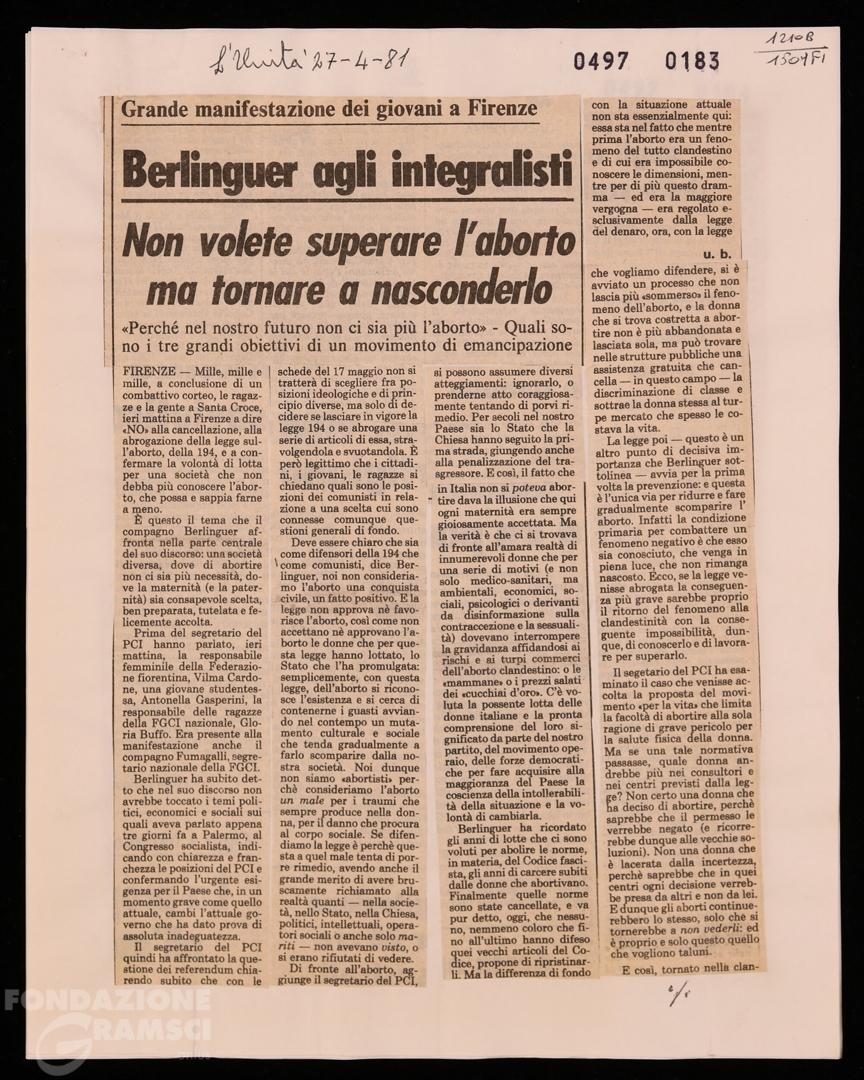 L'Unità 27-4-81
0497 0183
1210B
1509FI
Grande manifestazione dei giovani a Firenze
Berlinguer agli integralisti
Non volete superare l'aborto
ma tornare a nasconderlo
«Perché nel nostro futuro non ci sia più l'aborto» - Quali so-
no i tre grandi obiettivi di un movimento di emancipazione
FIRENZE — Mille, mille e
mille, a conclusione di un
combattivo corteo, le ragaz-
ze e la gente a Santa Croce,
ieri mattina a Firenze a dire
«NO» alla cancellazione, alla
abrogazione della legge sul-
l'aborto, della 194, e a con-
fermare la volontà di lotta
per una società che non
debba più conoscere l'abor-
to, che possa e sappia farne
a meno.
È questo il tema che il
compagno Berlinguer af-
fronta nella parte centrale
del suo discorso: una società
diversa, dove di abortire
non ci sia più necessità, do-
ve la maternità (e la paterni-
tà) sia consapevole scelta,
ben preparata, tutelata e fe-
licemente accolta.
Prima del segretario del
PCI hanno parlato, ieri
mattina, la responsabile
femminile della Federazio-
ne fiorentina, Vilma Cardo-
ne, una giovane studentes-
sa, Antonella Gasperini, la
responsabile delle ragazze
della FGCI nazionale, Glo-
ria Buffo. Era presente alla
manifestazione anche il
compagno Fumagalli, segre-
tario nazionale della FGCI.
Berlinguer ha subito det-
to che nel suo discorso non
avrebbe toccato i temi politi-
ci, economici e sociali sui
quali aveva parlato appena
tre giorni fa a Palermo, al
Congresso socialista, indi-
cando con chiarezza e fran-
chezza le posizioni del PCI e
confermando l'urgente esi-
genza per il Paese che, in un
momento grave come quello
attuale, cambi l'attuale go-
verno che ha dato prova di
assoluta inadeguatezza.
Il segretario del PCI
quindi ha affrontato la que-
stione dei referendum chia-
rendo subito che con le
schede del 17 maggio non si
tratterà di scegliere fra po-
sizioni ideologiche e di prin-
cipio diverse, ma solo di de-
cidere se lasciare in vigore la
legge 194 o se abrogare una
serie di articoli di essa, stra-
volgendola e svuotandola. È
però legittimo che i cittadi-
ni, i giovani, le ragazze si
chiedano quali sono le posi-
zioni dei comunisti in rela-
zione a una scelta cui sono
connesse comunque que-
stioni generali di fondo.
Deve essere chiaro che sia
come difensori della 194 che
come comunisti, dice Ber-
linguer, noi non consideria-
mo l'aborto una conquista
civile, un fatto positivo. E la
legge non approva nè favo-
risce l'aborto, così come non
accettano nè approvano l'a-
borto le donne che per que-
sta legge hanno lottato, lo
Stato che l'ha promulgata:
semplicemente, con questa
legge, dell'aborto si ricono-
sce l'esistenza e si cerca di
contenerne i guasti avvian-
do nel contempo un muta-
mento culturale e sociale
che tenda gradualmente a
farlo scomparire dalla no-
stra società. Noi dunque
non siamo «abortisti» per-
chè consideriamo l'aborto
un male per i traumi che
sempre produce nella don-
na, per il danno che procura
al corpo sociale. Se difen-
diamo la legge è perchè que-
sta a quel male tenta di por-
re rimedio, avendo anche il
grande merito di avere bru-
scamente richiamato alla
realtà quanti — nella socie-
tà, nello Stato, nella Chiesa,
politici, intellettuali, opera-
tori sociali o anche solo ma-
riti — non avevano visto, o
si erano rifiutati di vedere.
Di fronte all'aborto, ag-
giunge il segretario del PCI,
si possono assumere diversi
atteggiamenti: ignorarlo, o
prenderne atto coraggiosa-
mente tentando di porvi ri-
medio. Per secoli nel nostro
Paese sia lo Stato che la
Chiesa hanno seguito la pri-
ma strada, giungendo anche
alla penalizzazione del tra-
sgressore. E così, il fatto che
in Italia non si poteva abor-
tire dava la illusione che qui
ogni maternità era sempre
gioiosamente accettata. Ma
la verità è che ci si trovava
di fronte all'amara realtà di
innumerevoli donne che per
una serie di motivi (e non
solo medico-sanitari, ma
ambientali, economici, so-
ciali, psicologici o derivanti
da disinformazione sulla
contraccezione e la sessuali-
tà) dovevano interrompere
la gravidanza affidandosi ai
rischi e ai turpi commerci
dell'aborto clandestino: o le
«mammane» o i prezzi salati
dei «cucchiai d'oro». C'è vo-
luta la possente lotta delle
donne italiane e la pronta
comprensione del loro si-
gnificato da parte del nostro
partito, del movimento ope-
raio, delle forze democrati-
che per fare acquisire alla
maggioranza del Paese la
coscienza della intollerabili-
tà della situazione e la vo-
lontà di cambiarla.
Berlinguer ha ricordato
gli anni di lotte che ci sono
voluti per abolire le norme,
in materia, del Codice fasci-
sta, gli anni di carcere subiti
dalle donne che abortivano.
Finalmente quelle norme
sono state cancellate, e va
pur detto, oggi, che nessu-
no, nemmeno coloro che fi-
no all'ultimo hanno difeso
quei vecchi articoli del Co-
dice, propone di ripristinar-
li. Ma la differenza di fondo
con la situazione attuale
non sta essenzialmente qui:
essa sta nel fatto che mentre
prima l'aborto era un feno-
meno del tutto clandestino
e di cui era impossibile co-
noscere le dimensioni, men-
tre per di più questo dram-
ma — ed era la maggiore
vergogna — era regolato e-
sclusivamente dalla legge
del denaro, ora, con la legge
u. b.
che vogliamo difendere, si è
avviato un processo che non
lascia più «sommerso» il feno-
meno dell'aborto, e la donna
che si trova costretta a abor-
tire non è più abbandonata e
lasciata sola, ma può trovare
nelle strutture pubbliche una
assistenza gratuita che can-
cella — in questo campo — la
discriminazione di classe e
sottrae la donna stessa al tur-
pe mercato che spesso le co-
stava la vita.
La legge poi — questo è un
altro punto di decisiva im-
portanza che Berlinguer sot-
tolinea — avvia per la prima
volta la prevenzione: e questa
è l'unica via per ridurre e fare
gradualmente scomparire l'
aborto. Infatti la condizione
primaria per combattere un
fenomeno negativo è che esso
sia conosciuto, che venga in
piena luce, che non rimanga
nascosto. Ecco, se la legge ve-
nisse abrogata la conseguen-
za più grave sarebbe proprio
il ritorno del fenomeno alla
clandestinità con la conse-
guente impossibilità, dun-
que, di conoscerlo e di lavora-
re per superarlo.
Il segetario del PCI ha esa-
minato il caso che venisse ac-
colta la proposta del movi-
mento «per la vita» che limita
la facoltà di abortire alla sola
ragione di grave pericolo per
la salute fisica della donna.
Ma se una tale normativa
passasse, quale donna an-
drebbe più nei consultori e
nei centri previsti dalla leg-
ge? Non certo una donna che
ha deciso di abortire, perchè
saprebbe che il permesso le
verrebbe negato (e ricorre-
rebbe dunque alle vecchie so-
luzioni). Non una donna che
è lacerata dalla incertezza,
perchè saprebbe che in quei
centri ogni decisione verreb-
be presa da altri e non da lei.
E dunque gli aborti continue-
rebbero lo stesso, solo che si
tornerebbe a non vederli: ed
è proprio e solo questo quello
che vogliono taluni.
E così, tornato nella clan-
FONDAZIONE
GRAMSCI